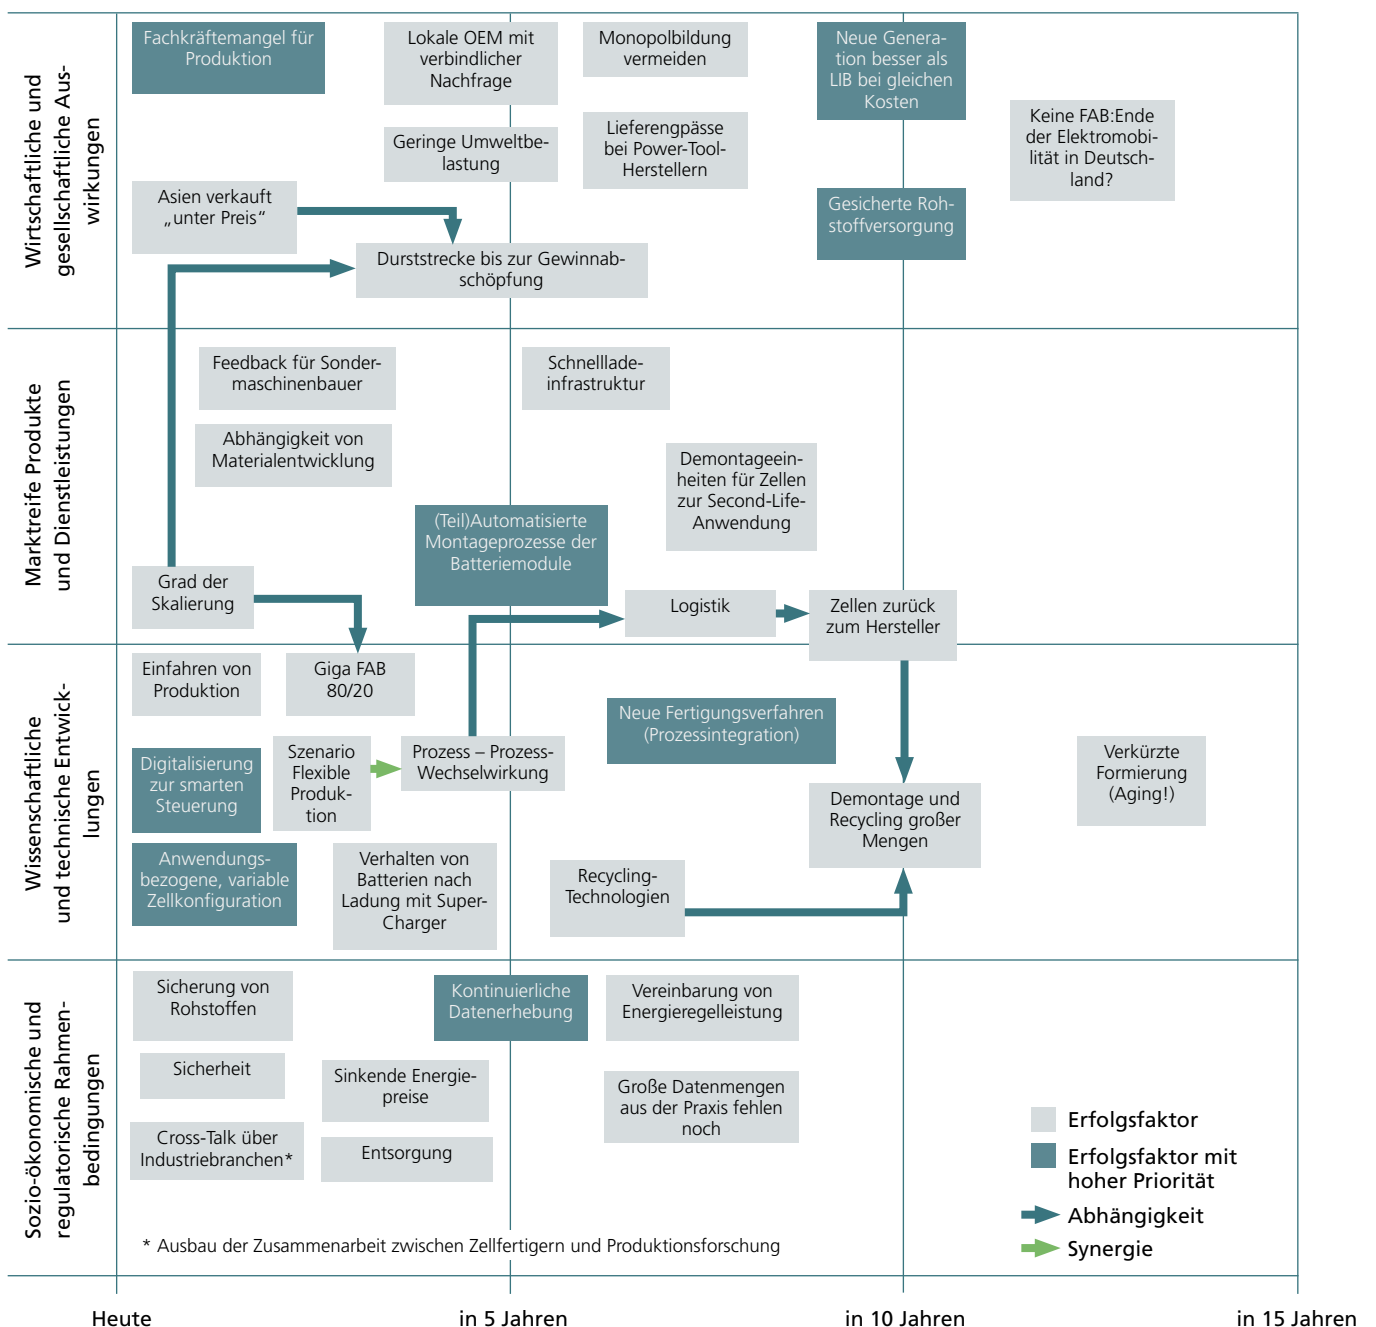 Wirtschaftliche und
gesellschaftliche Aus-
wirkungen
Fachkräftemangel für
Produktion
Lokale OEM mit
verbindlicher
Nachfrage
Monopolbildung
vermeiden
Neue Genera-
tion besser als
LIB bei gleichen
Kosten
Keine FAB:Ende
der Elektromobi-
lität in Deutsch-
land?
Geringe Umweltbe-
lastung
Lieferengpässe
bei Power-Tool-
Herstellern
Asien verkauft
„unter Preis“
Gesicherte Roh-
stoffversorgung
Durststrecke bis zur Gewinnab-
schöpfung
Marktreife Produkte
und Dienstleistungen
Feedback für Sonder-
maschinenbauer
Schnelllade-
infrastruktur
Abhängigkeit von
Materialentwicklung
Demontageein-
heiten für Zellen
zur Second-Life-
Anwendung
(Teil)Automatisierte
Montageprozesse der
Batteriemodule
Grad der
Skalierung
Logistik
Zellen zurück
zum Hersteller
Wissenschaftliche
und technische Entwick-
lungen
Einfahren von
Produktion
Giga FAB
80/20
Neue Fertigungsverfahren
(Prozessintegration)
Digitalisierung
zur smarten
Steuerung
Szenario
Flexible
Produk-
tion
Prozess – Prozess-
Wechselwirkung
Verkürzte
Formierung
(Aging!)
Demontage und
Recycling großer
Mengen
Anwendungs-
bezogene, variable
Zellkonfiguration
Verhalten von
Batterien nach
Ladung mit Super-
Charger
Recycling-
Technologien
Sozio-ökonomische und
regulatorische Rahmen-
bedingungen
Sicherung von
Rohstoffen
Kontinuierliche
Datenerhebung
Vereinbarung von
Energieregelleistung
Sicherheit
Sinkende Energie-
preise
Große Datenmengen
aus der Praxis fehlen
noch
Cross-Talk über
Industriebranchen*
Entsorgung
Erfolgsfaktor
Erfolgsfaktor mit
hoher Priorität
Abhängigkeit
Synergie
* Ausbau der Zusammenarbeit zwischen Zellfertigern und Produktionsforschung
Heute
in 5 Jahren
in 10 Jahren
in 15 Jahren